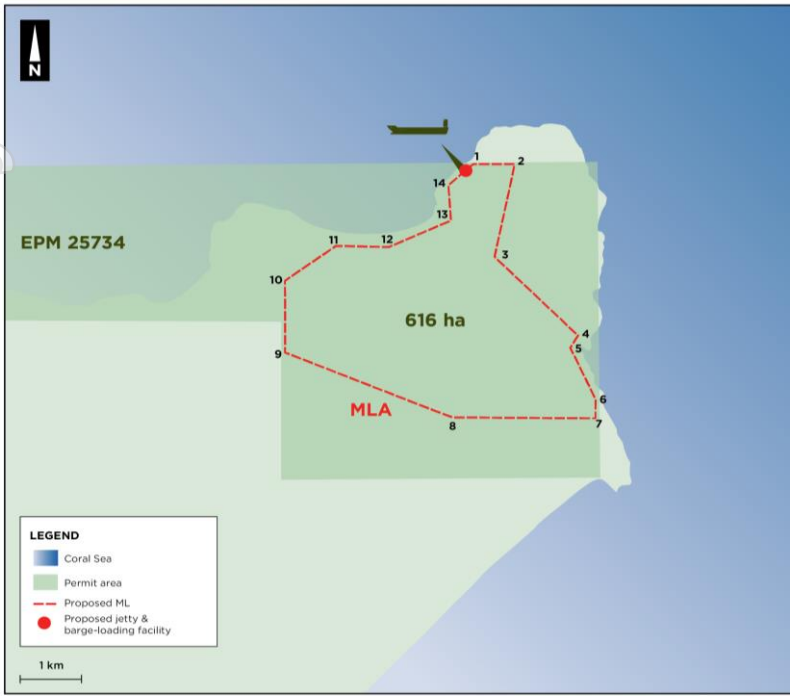 N
1
2
14
13
EPM 25734
11
12
3
10
616 ha
4
5
9
MLA
6
8
7
LEGEND
Coral Sea
Permit area
Proposed ML
Proposed jetty &
barge-loading facility
1 km